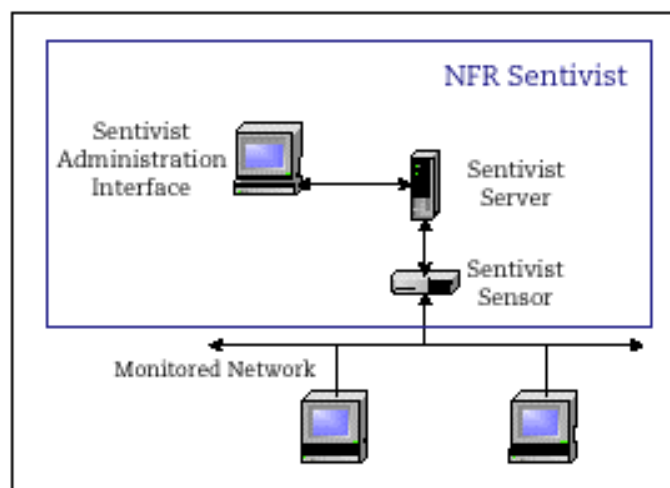 NFR Sentivist
Sentivist
Administration
Interface
Sentivist
Server
Sentivist
Sensor
Monitored Network